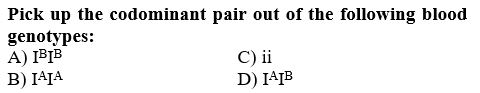 Pick up the codominant pair out of the following blood
genotypes:
A) IᴮIᴮ C) ii
B) IᴬIᴬ D) IᴬIᴮ